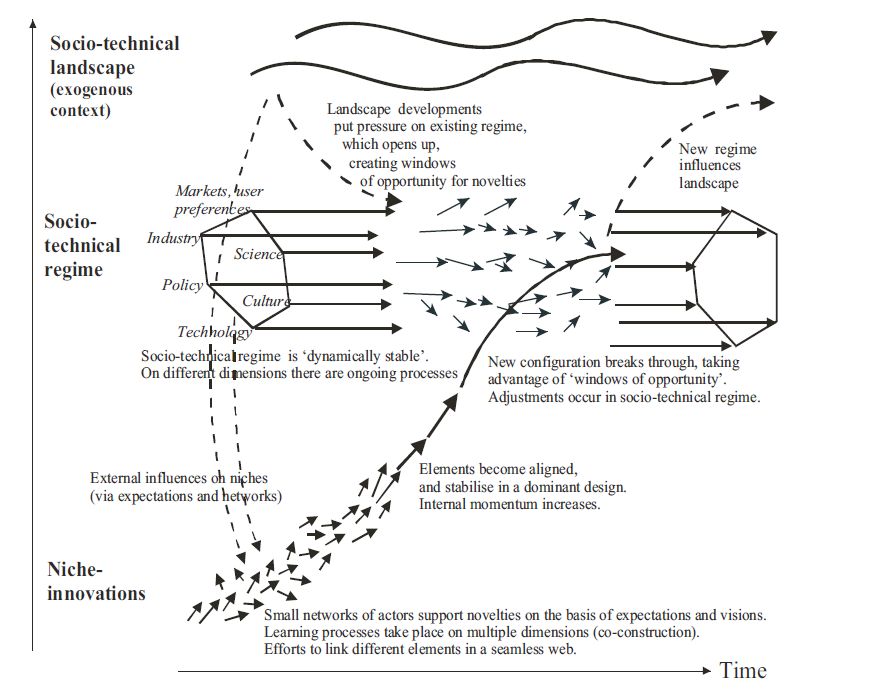 Socio-technical
landscape
(exogenous
context)
Landscape developments
put pressure on existing regime,
which opens up,
creating windows
of opportunity for novelties
New regime
influences
landscape
Socio-
technical
regime
Markets, user
preferences
Industry
Science
Policy
Culture
Technology
Socio-technical regime is ‘dynamically stable’.
On different dimensions there are ongoing processes
New configuration breaks through, taking
advantage of ‘windows of opportunity’.
Adjustments occur in socio-technical regime.
External influences on niches
(via expectations and networks)
Elements become aligned,
and stabilise in a dominant design.
Internal momentum increases.
Niche-
innovations
Small networks of actors support novelties on the basis of expectations and visions.
Learning processes take place on multiple dimensions (co-construction).
Efforts to link different elements in a seamless web.
Time